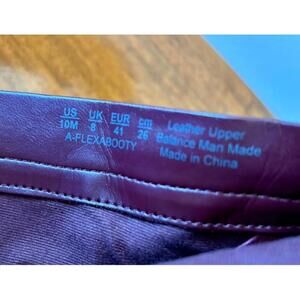 US UK EUR cm Leather Upper
10M 8 41 26 Balance Man Made
A-FLEXABOOTY Made in China